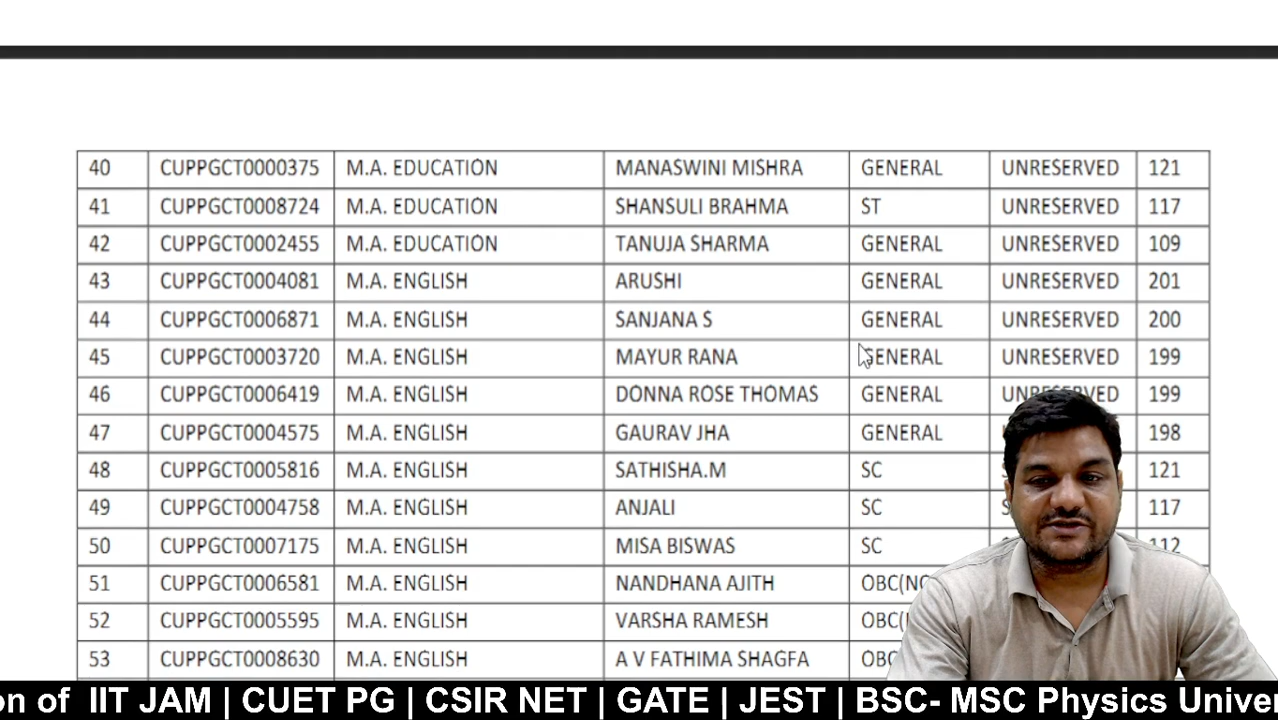 40 CUPPGCT0000375 M.A. EDUCATION MANASWINI MISHRA GENERAL UNRESERVED 121
41 CUPPGCT0008724 M.A. EDUCATION SHANSULI BRAHMA ST UNRESERVED 117
42 CUPPGCT0002455 M.A. EDUCATION TANUJA SHARMA GENERAL UNRESERVED 109
43 CUPPGCT0004081 M.A. ENGLISH ARUSHI GENERAL UNRESERVED 201
44 CUPPGCT0006871 M.A. ENGLISH SANJANA S GENERAL UNRESERVED 200
45 CUPPGCT0003720 M.A. ENGLISH MAYUR RANA GENERAL UNRESERVED 199
46 CUPPGCT0006419 M.A. ENGLISH DONNA ROSE THOMAS GENERAL UNRESERVED 199
47 CUPPGCT0004575 M.A. ENGLISH GAURAV JHA GENERAL 198
48 CUPPGCT0005816 M.A. ENGLISH SATHISHA.M SC 121
49 CUPPGCT0004758 M.A. ENGLISH ANJALI SC 117
50 CUPPGCT0007175 M.A. ENGLISH MISA BISWAS SC 112
51 CUPPGCT0006581 M.A. ENGLISH NANDHANA AJITH
52 CUPPGCT0005595 M.A. ENGLISH VARSHA RAMESH
53 CUPPGCT0008630 M.A. ENGLISH A V FATHIMA SHAGFA
on of IIT JAM | CUET PG | CSIR NET | GATE | JEST | BSC- MSC Physics Univer